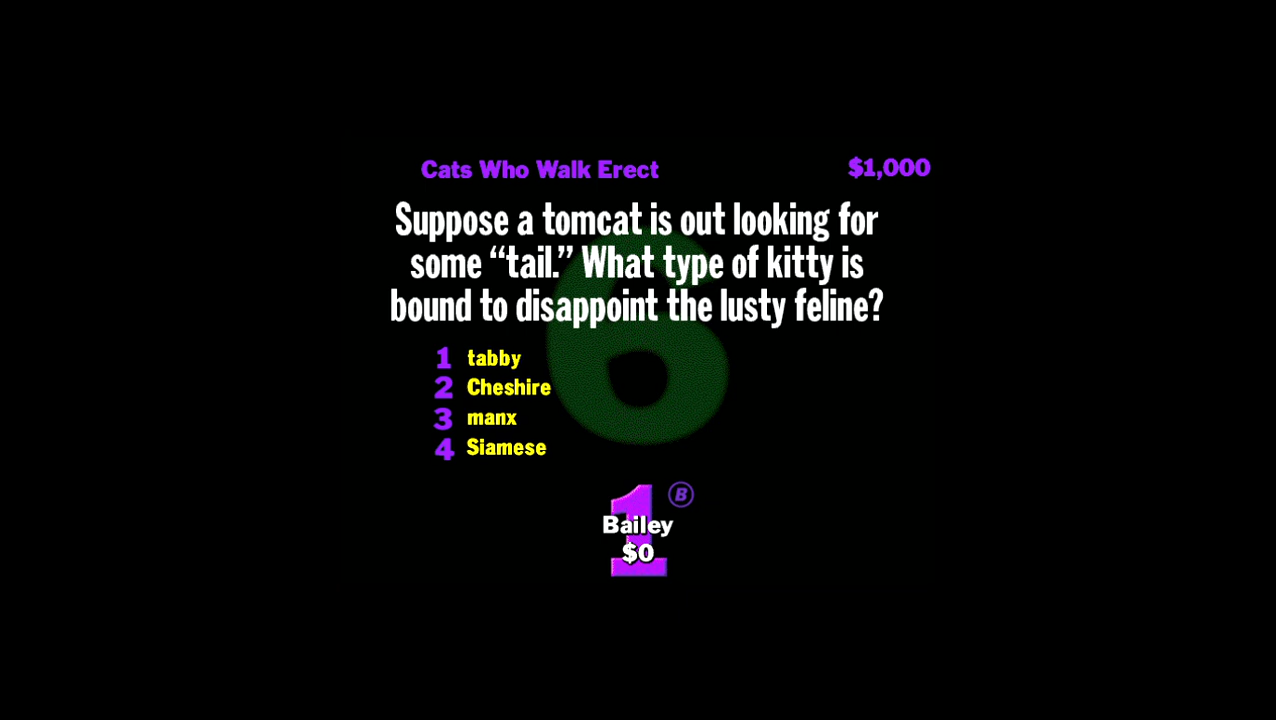 Cats Who Walk Erect $1,000
Suppose a tomcat is out looking for
some “tail.” What type of kitty is
bound to disappoint the lusty feline?
6
1 tabby
2 Cheshire
3 manx
4 Siamese
1 B
Bailey
$0